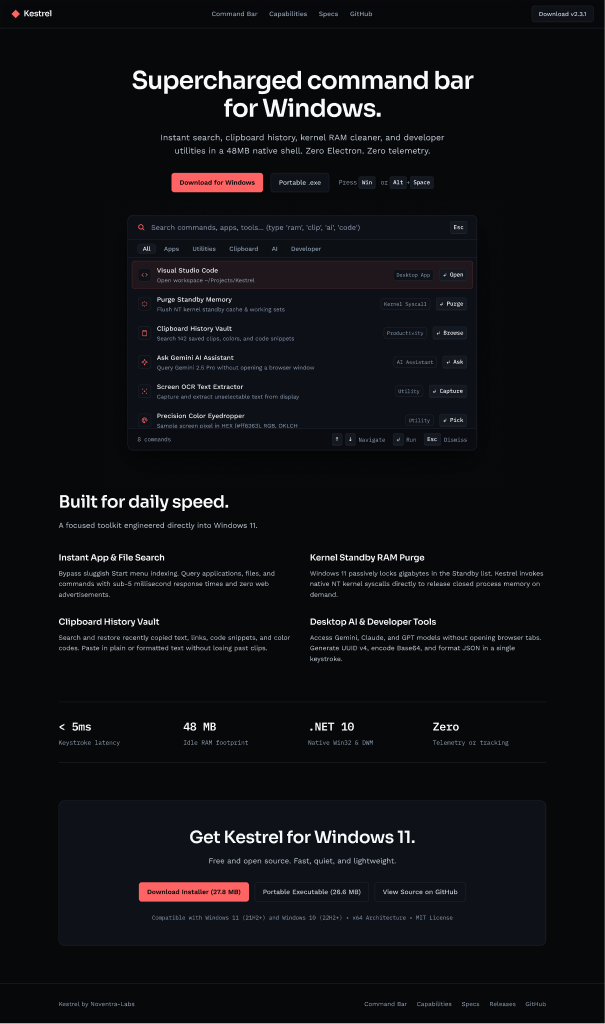 Kestrel
Command Bar Capabilities Specs GitHub
Download v2.3.1
Supercharged command bar
for Windows.
Instant search, clipboard history, kernel RAM cleaner, and developer
utilities in a 48MB native shell. Zero Electron. Zero telemetry.
Download for Windows
Portable .exe
Press Win or Alt + Space
Search commands, apps, tools... (type 'ram', 'clip', 'ai', 'code')
Esc
All Apps Utilities Clipboard AI Developer
Visual Studio Code
Open workspace ~/Projects/Kestrel
Desktop App
↲ Open
Purge Standby Memory
Flush NT kernel standby cache & working sets
Kernel Syscall
↲ Purge
Clipboard History Vault
Search 142 saved clips, colors, and code snippets
Productivity
↲ Browse
Ask Gemini AI Assistant
Query Gemini 2.5 Pro without opening a browser window
AI Assistant
↲ Ask
Screen OCR Text Extractor
Capture and extract unselectable text from display
Utility
↲ Capture
Precision Color Eyedropper
Sample screen pixel in HEX (#ff6363), RGB, OKLCH
Utility
↲ Pick
8 commands
↑ ↓ Navigate ↲ Run Esc Dismiss
Built for daily speed.
A focused toolkit engineered directly into Windows 11.
Instant App & File Search
Bypass sluggish Start menu indexing. Query applications, files, and
commands with sub-5 millisecond response times and zero web
advertisements.
Kernel Standby RAM Purge
Windows 11 passively locks gigabytes in the Standby list. Kestrel invokes
native NT kernel syscalls directly to release closed process memory on
demand.
Clipboard History Vault
Search and restore recently copied text, links, code snippets, and color
codes. Paste in plain or formatted text without losing past clips.
Desktop AI & Developer Tools
Access Gemini, Claude, and GPT models without opening browser tabs.
Generate UUID v4, encode Base64, and format JSON in a single
keystroke.
< 5ms
Keystroke latency
48 MB
Idle RAM footprint
.NET 10
Native Win32 & DWM
Zero
Telemetry or tracking
Get Kestrel for Windows 11.
Free and open source. Fast, quiet, and lightweight.
Download Installer (27.8 MB)
Portable Executable (26.6 MB)
View Source on GitHub
Compatible with Windows 11 (21H2+) and Windows 10 (22H2+) • x64 Architecture • MIT License
Kestrel by Noventra-Labs
Command Bar Capabilities Specs Releases GitHub